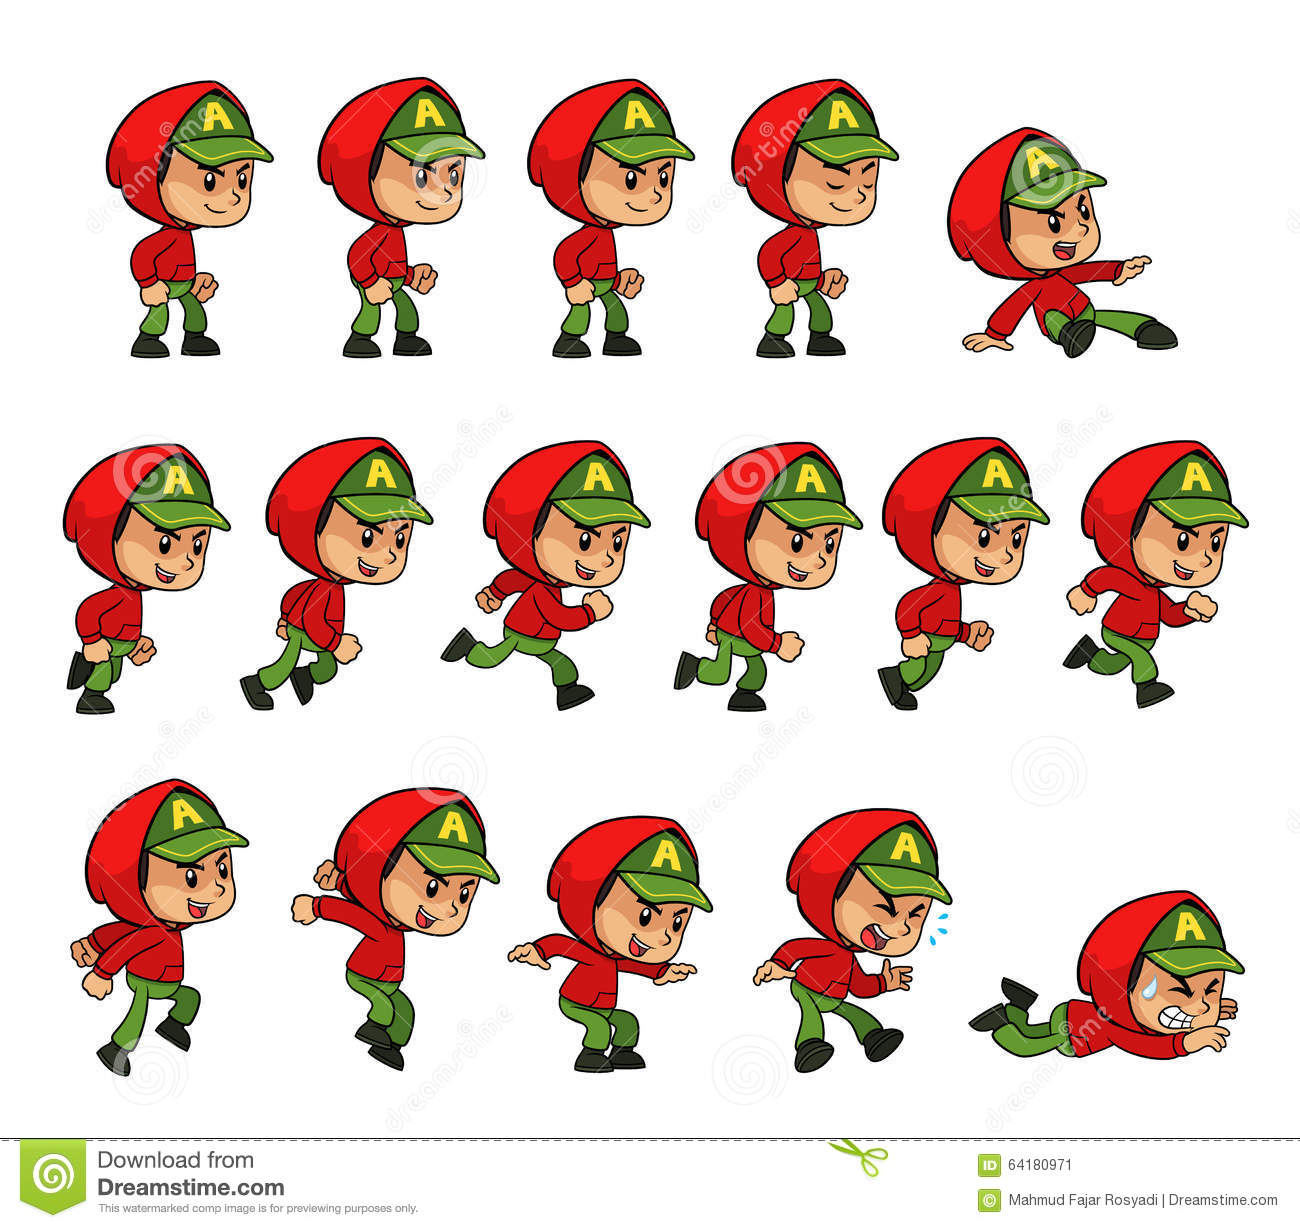 A A A A A
A A A A A A
A A A A A
dreamstime
Download from
Dreamstime.com
This watermarked comp image is for previewing purposes only.
ID 64180971
© Mahmud Fajar Rosyadi | Dreamstime.com